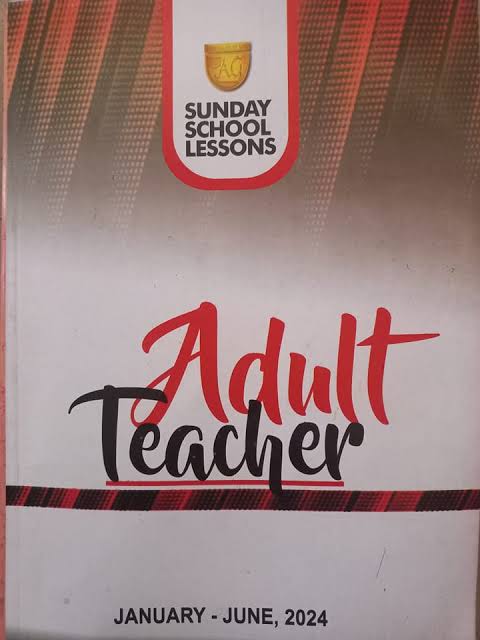 AG
SUNDAY
SCHOOL
LESSONS
Adult
Teacher
JANUARY - JUNE, 2024